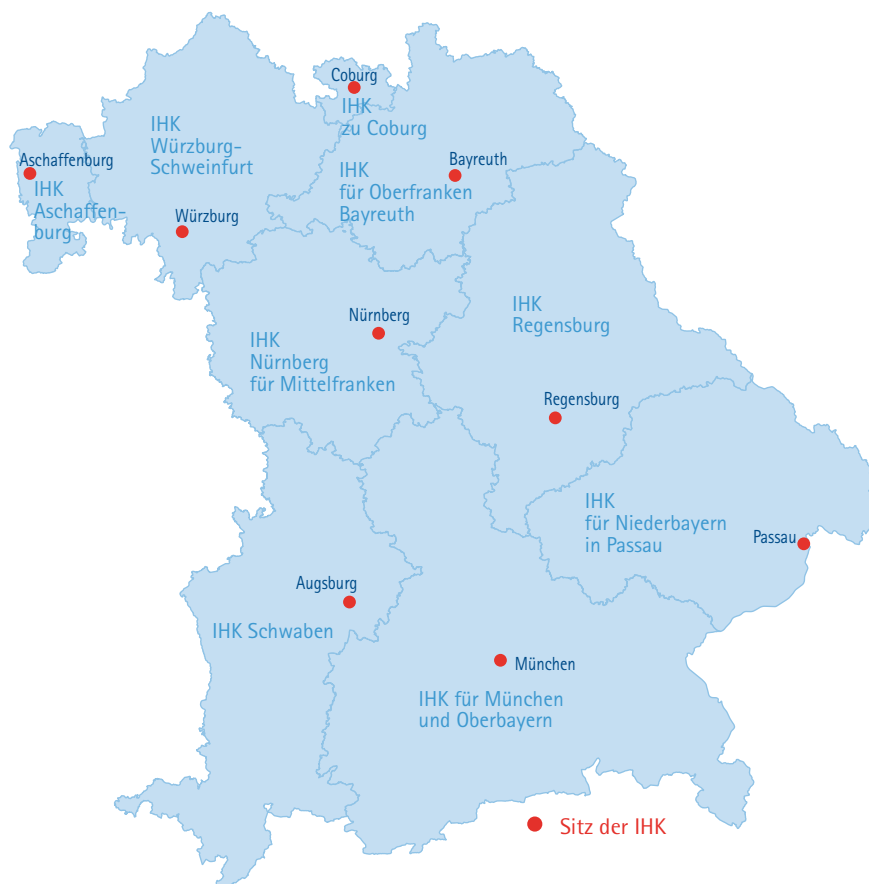 Coburg
IHK
zu Coburg
IHK
Würzburg-
Schweinfurt
Aschaffenburg
IHK
Aschaffen-
burg
Bayreuth
IHK
für Oberfranken
Bayreuth
Würzburg
Nürnberg
IHK
Nürnberg
für Mittelfranken
IHK
Regensburg
Regensburg
IHK
für Niederbayern
in Passau
Passau
Augsburg
IHK Schwaben
München
IHK für München
und Oberbayern
Sitz der IHK